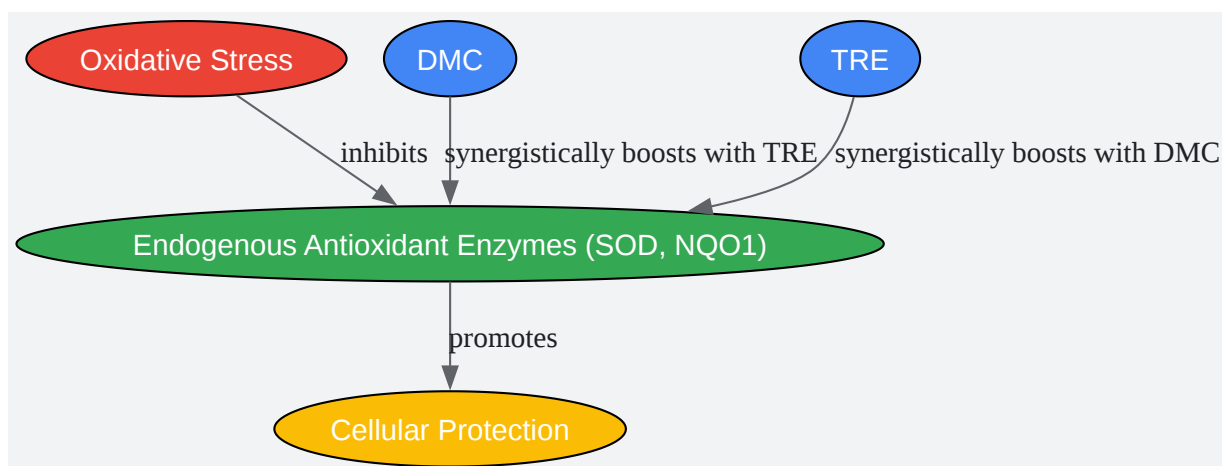 Oxidative Stress
DMC
TRE
inhibits
synergistically boosts with TRE
synergistically boosts with DMC
Endogenous Antioxidant Enzymes (SOD, NQO1)
promotes
Cellular Protection